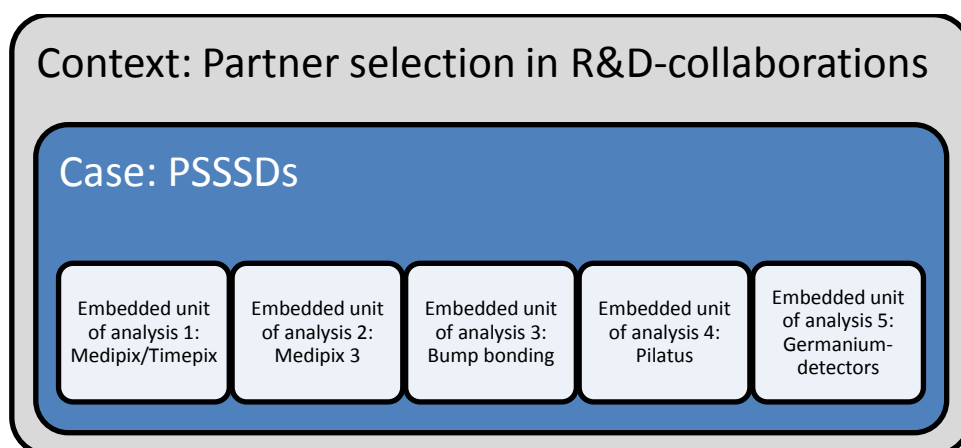 Context: Partner selection in R&D-collaborations
Case: PSSSDs
Embedded unit
of analysis 1:
Medipix/Timepix
Embedded unit
of analysis 2:
Medipix 3
Embedded unit
of analysis 3:
Bump bonding
Embedded unit
of analysis 4:
Pilatus
Embedded unit
of analysis 5:
Germanium-
detectors